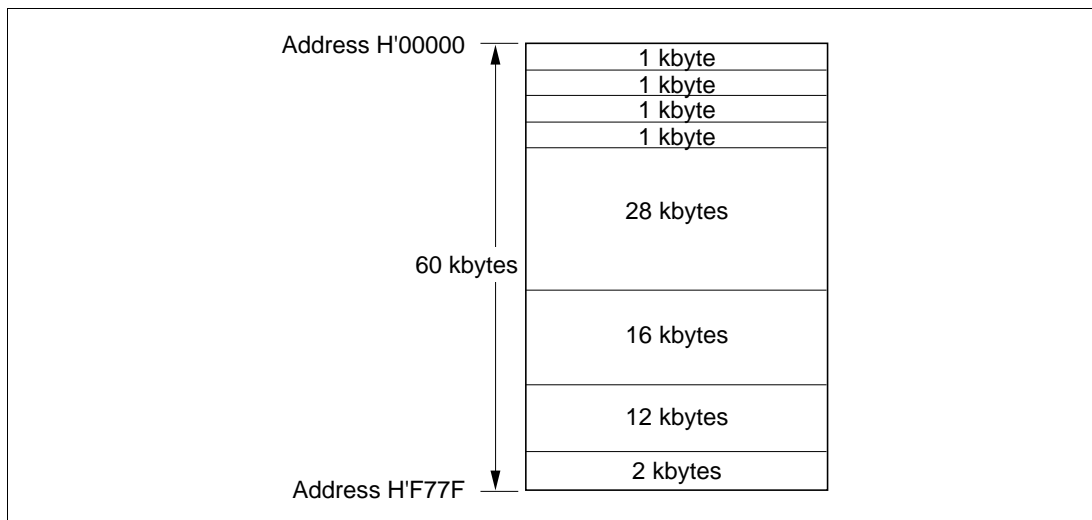 Address H'00000
1 kbyte
1 kbyte
1 kbyte
1 kbyte
28 kbytes
60 kbytes
16 kbytes
12 kbytes
2 kbytes
Address H'F77F